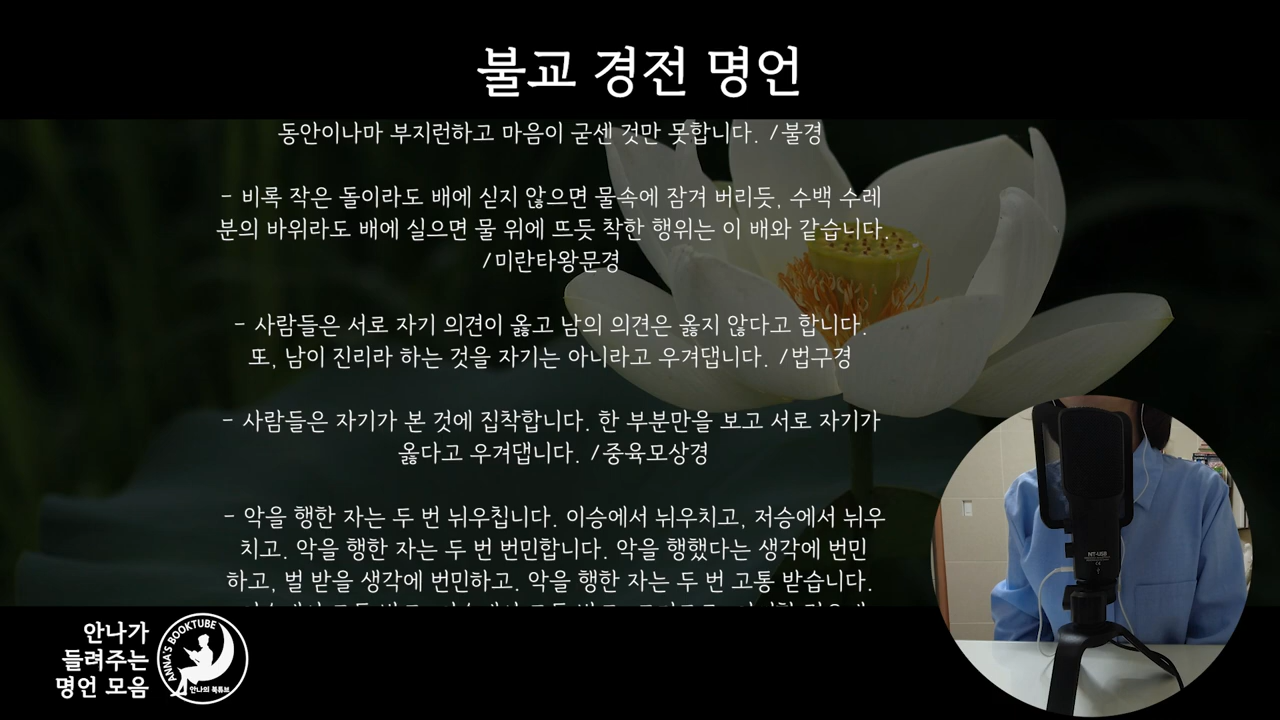 불교 경전 명언
동안이나마 부지런하고 마음이 굳센 것만 못합니다. /불경
- 비록 작은 돌이라도 배에 싣지 않으면 물속에 잠겨 버리듯, 수백 수레
분의 바위라도 배에 실으면 물 위에 뜨듯 착한 행위는 이 배와 같습니다.
/미란타왕문경
- 사람들은 서로 자기 의견이 옳고 남의 의견은 옳지 않다고 합니다.
또, 남이 진리라 하는 것을 자기는 아니라고 우겨댑니다. /법구경
- 사람들은 자기가 본 것에 집착합니다. 한 부분만을 보고 서로 자기가
옳다고 우겨댑니다. /중육모상경
- 악을 행한 자는 두 번 뉘우칩니다. 이승에서 뉘우치고, 저승에서 뉘우
치고. 악을 행한 자는 두 번 번민합니다. 악을 행했다는 생각에 번민
하고, 벌 받을 생각에 번민하고. 악을 행한 자는 두 번 고통 받습니다.
안나가
들려주는
명언 모음
ANNA'S BOOKTUBE
안나의 북튜브
NT-USB